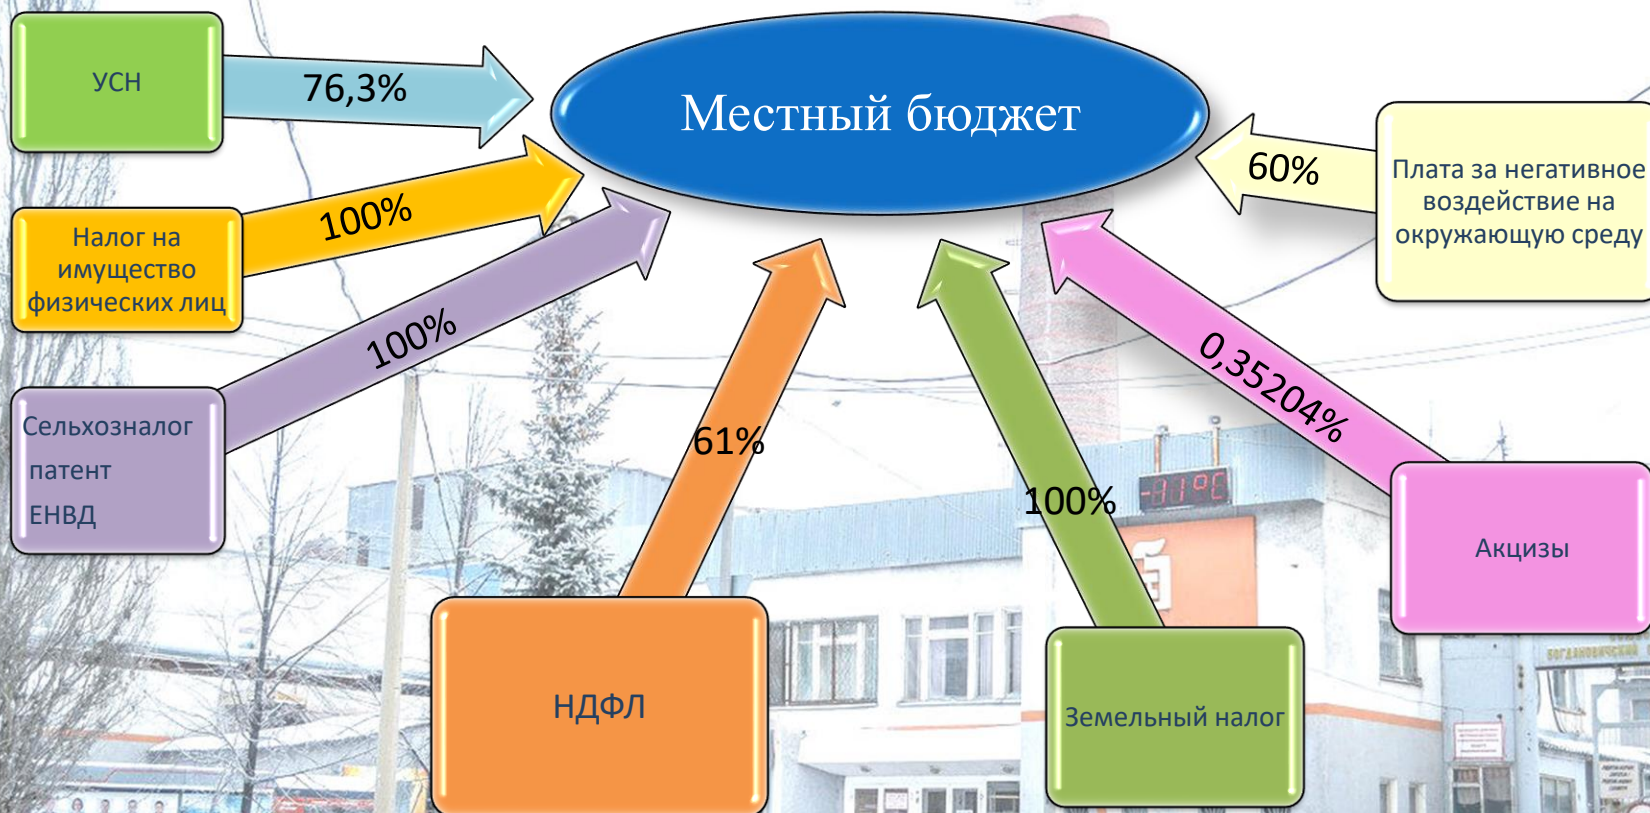 УСН
76,3%
Местный бюджет
60%
Плата за негативное
воздействие на
окружающую среду
Налог на
имущество
физических лиц
100%
Сельхозналог
патент
ЕНВД
100%
61%
100%
0,35204%
-11°C
Акцизы
НДФЛ
Земельный налог